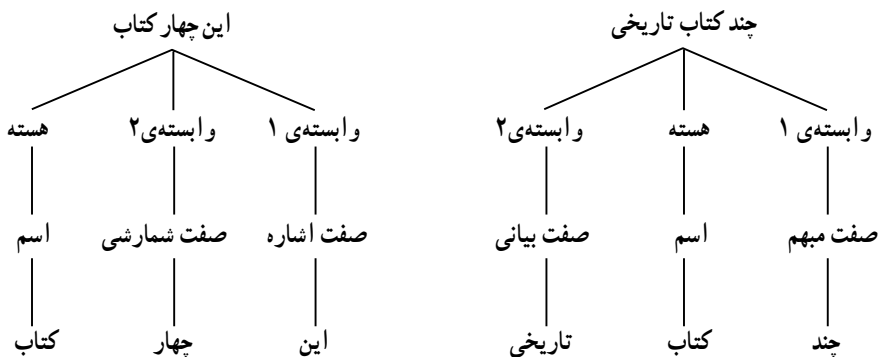 چند کتاب تاریخی
وابسته‌ی ۱ هسته وابسته‌ی۲
صفت مبهم اسم صفت بیانی
چند کتاب تاریخی
این چهار کتاب
وابسته‌ی ۱ وابسته‌ی۲ هسته
صفت اشاره صفت شمارشی اسم
این چهار کتاب